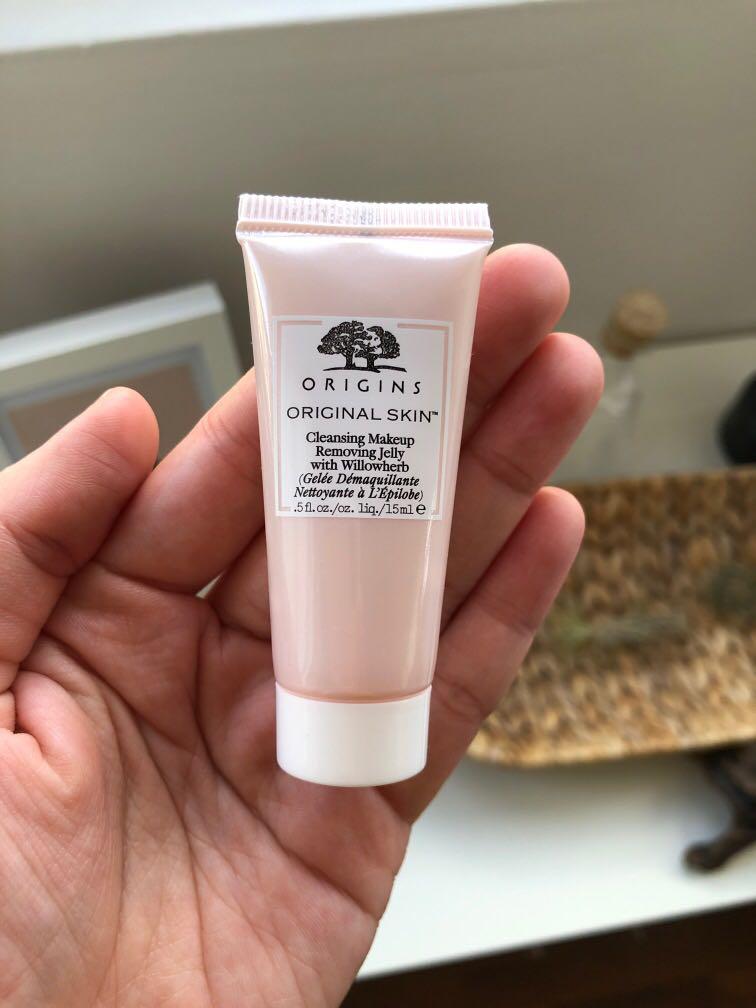 ORIGINS
ORIGINAL SKIN™
Cleansing Makeup
Removing Jelly
with Willowherb
(Gelée Démaquillante
Nettoyante à L'Épilobe)
.5 fl.oz./oz. liq./15ml e